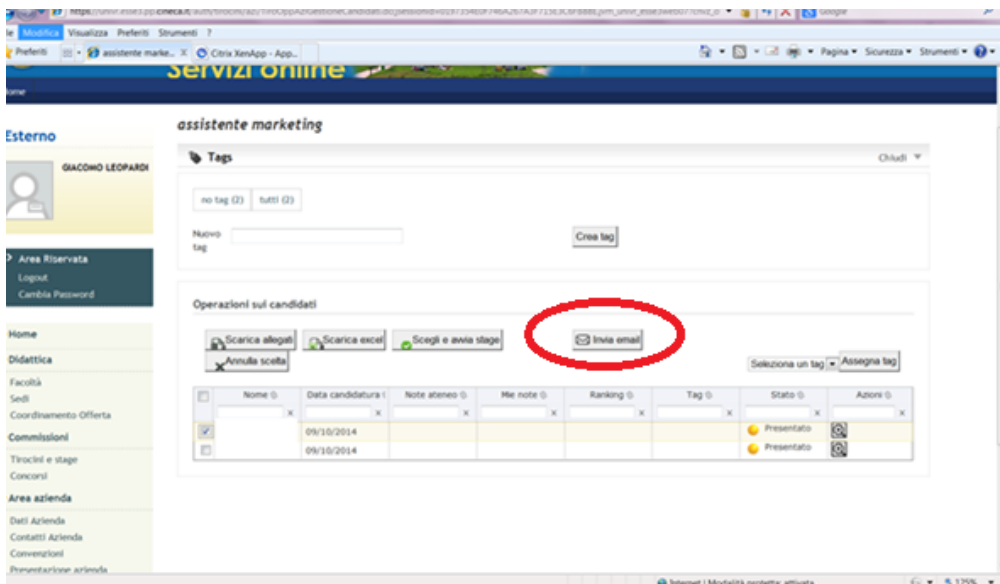 Modifica Visualizza Preferiti Strumenti ?
Preferiti assistente marke... X Citrix XenApp - App...
Pagina Sicurezza Strumenti
Servizi online
assistente marketing
Esterno
GIACOMO LEOPARDI
Tags Chiudi
no tag (2) tutti (2)
Nuovo tag Crea tag
Area Riservata
Logout
Cambia Password
Operazioni sui candidati
Scarica allegati Scarica excel Scegli e avvia stage Invia email
Annulla scelta Seleziona un tag Assegna tag
Nome Data candidatura Note ateneo Mie note Ranking Tag Stato Azioni
x x x x x x x x
09/10/2014 Presentato
09/10/2014 Presentato
Home
Didattica
Facoltà
Sedi
Coordinamento Offerta
Commissioni
Tirocini e stage
Concorsi
Area azienda
Dati Azienda
Contatti Azienda
Convenzioni
Presentazione azienda
Internet | Modalità protetta: attivata 125%